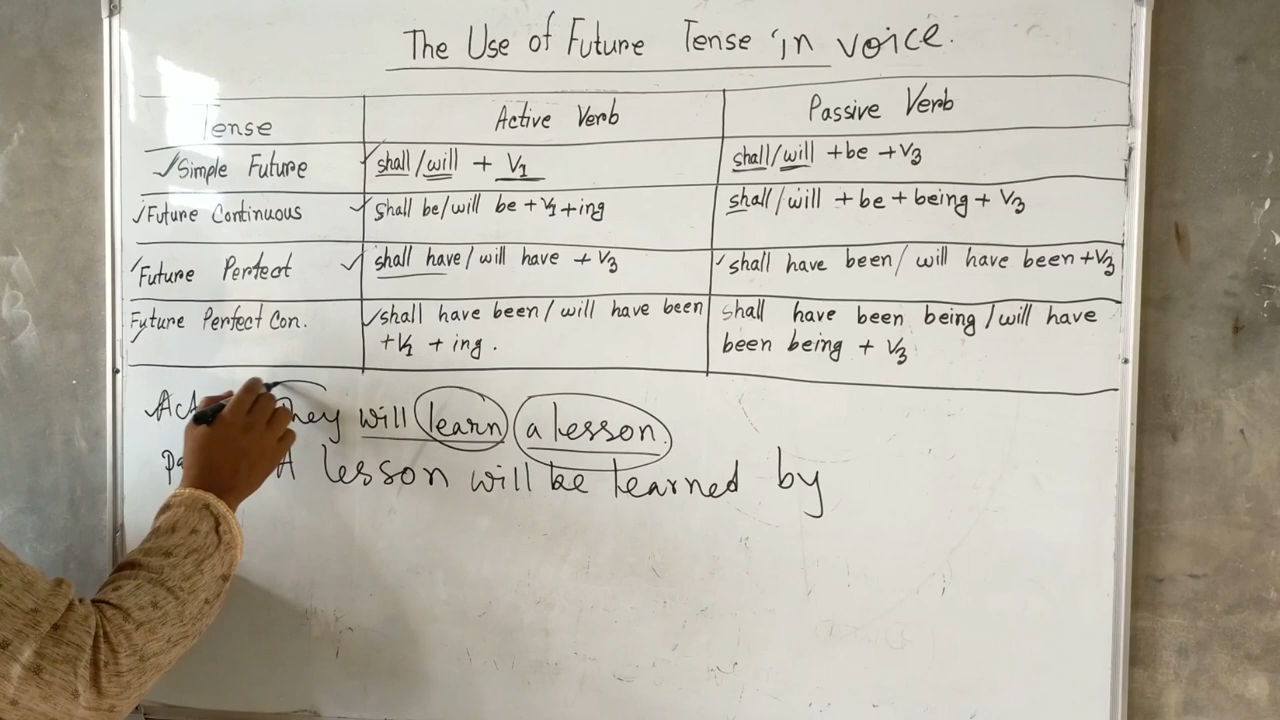 The Use of Future Tense in voice.
Tense Active Verb Passive Verb
Simple Future shall/will + V1 shall/will +be +V3
Future Continuous shall be/will be +V1+ing shall/will + be + being + V3
Future Perfect shall have/will have +V3 shall have been/ will have been +V3
Future Perfect Con. shall have been/will have been shall have been being/will have
+V1 + ing. been being + V3
will learn a lesson.
A lesson will be learned by